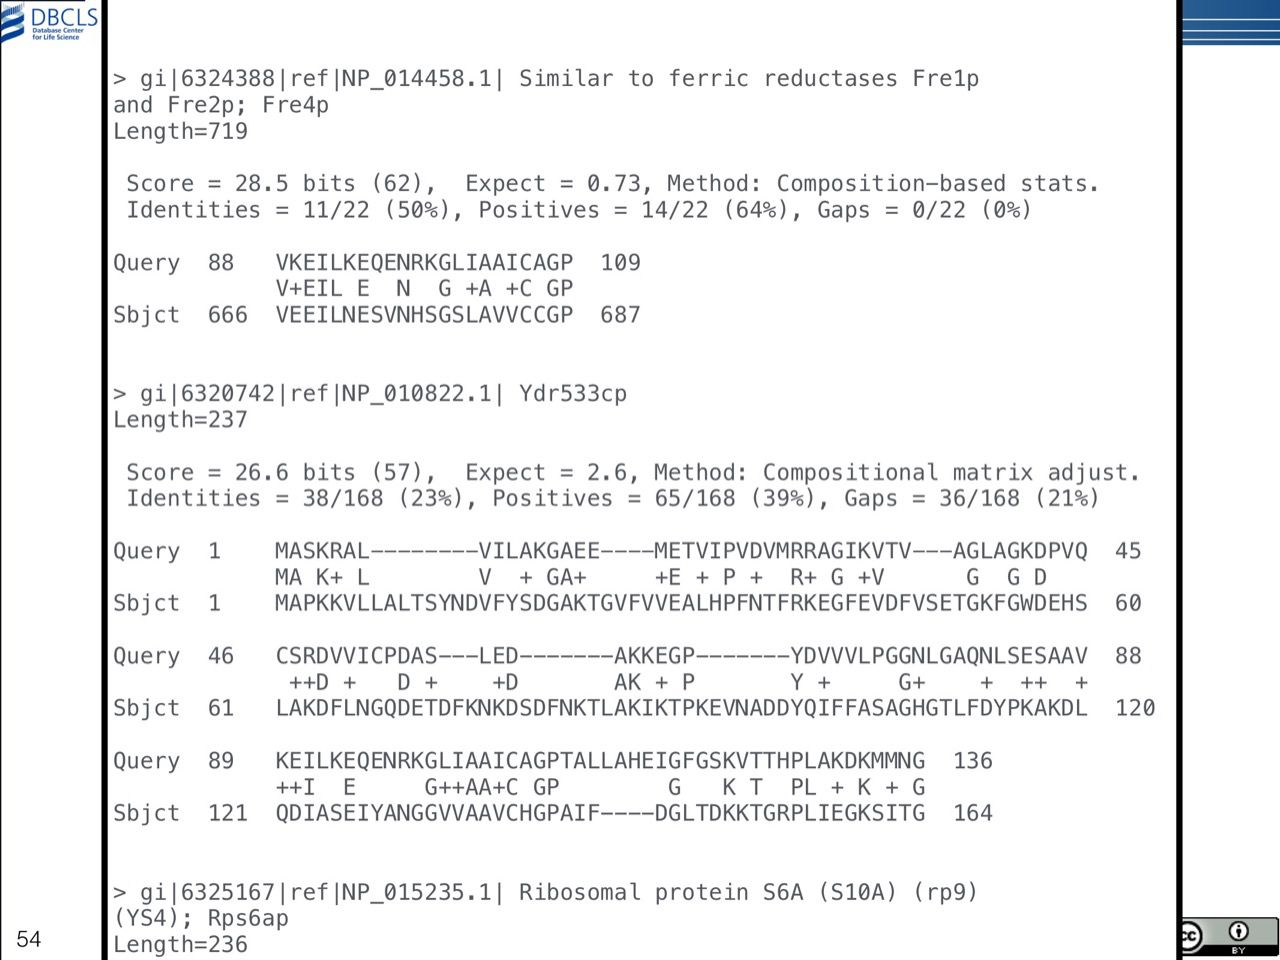 DBCLS
Database Center
for Life Science
> gi|6324388|ref|NP_014458.1| Similar to ferric reductases Fre1p
and Fre2p; Fre4p
Length=719
Score = 28.5 bits (62),  Expect = 0.73, Method: Composition-based stats.
Identities = 11/22 (50%), Positives = 14/22 (64%), Gaps = 0/22 (0%)
Query  88   VKEILKEQENRKGLIAAICAGP  109
            V+EIL E  N  G +A +C GP
Sbjct  666  VEEILNESVNHSGSLAVVCCGP  687
> gi|6320742|ref|NP_010822.1| Ydr533cp
Length=237
Score = 26.6 bits (57),  Expect = 2.6, Method: Compositional matrix adjust.
Identities = 38/168 (23%), Positives = 65/168 (39%), Gaps = 36/168 (21%)
Query  1    MASKRAL--------VILAKGAEE----METVIPVDVMRRAGIKVTV---AGLAGKDPVQ  45
            MA K+ L        V  + GA+     +E + P +  R+ G +V      G  G D
Sbjct  1    MAPKKVLLALTSYNDVFYSDGAKTGVFVVEALHPFNTFRKEGFEVDFVSETGKFGWDEHS  60
Query  46   CSRDVVICPDAS---LED-------AKKEGP-------YDVVVLPGGNLGAQNLSESAAV  88
             ++D +   D +    +D       AK + P       Y +     G+    +  ++  +
Sbjct  61   LAKDFLNGQDETDFKNKDSDFNKTLAKIKTPKEVNADDYQIFFASAGHGTLFDYPKAKDL  120
Query  89   KEILKEQENRKGLIAAICAGPTALLAHEIGFGSKVTTHPLAKDKMMNG  136
            ++I  E     G++AA+C GP        G   K T  PL + K + G
Sbjct  121  QDIASEIYANGGVVAAVCHGPAIF----DGLTDKKTGRPLIEGKSITG  164
> gi|6325167|ref|NP_015235.1| Ribosomal protein S6A (S10A) (rp9)
(YS4); Rps6ap
Length=236
54
cc
BY